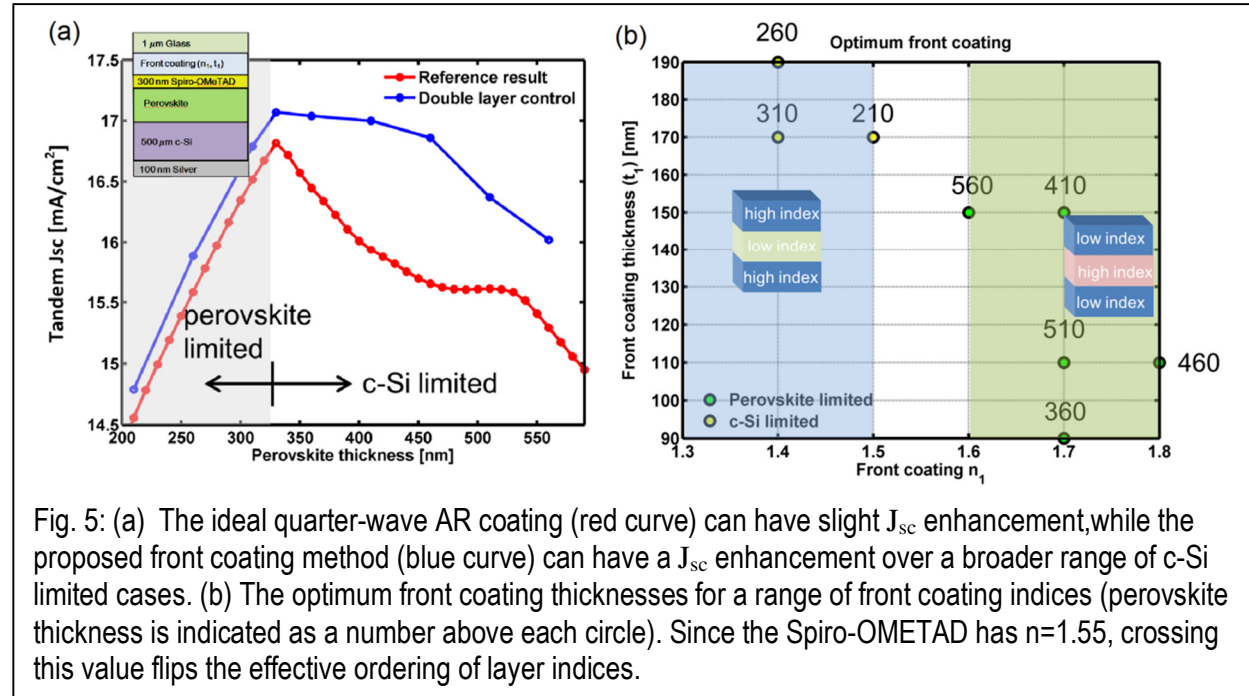 (a)
1 μm Glass
Front coating (n1, t1)
300 nm Spiro-OMeTAD
Perovskite
500 μm c-Si
100 nm Silver
Reference result
Double layer control
perovskite
limited
c-Si limited
Tandem Jsc [mA/cm2]
17.5
17
16.5
16
15.5
15
14.5
200 250 300 350 400 450 500 550
Perovskite thickness [nm]
(b)
Optimum front coating
260
310
210
560
410
510
460
360
high index
low index
high index
low index
high index
low index
Perovskite limited
c-Si limited
Front coating thickness (t1) [nm]
190
180
170
160
150
140
130
120
110
100
90
1.3 1.4 1.5 1.6 1.7 1.8
Front coating n1
Fig. 5: (a) The ideal quarter-wave AR coating (red curve) can have slight Jsc enhancement,while the
proposed front coating method (blue curve) can have a Jsc enhancement over a broader range of c-Si
limited cases. (b) The optimum front coating thicknesses for a range of front coating indices (perovskite
thickness is indicated as a number above each circle). Since the Spiro-OMETAD has n=1.55, crossing
this value flips the effective ordering of layer indices.